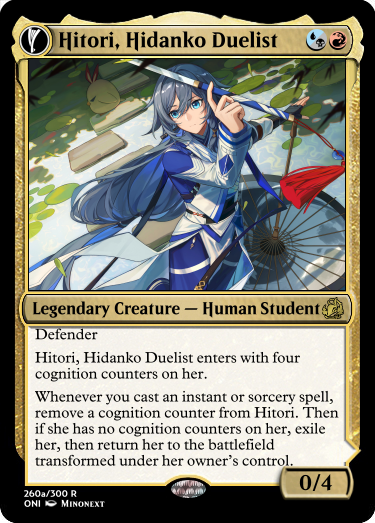 Hitori, Hidanko Duelist
Legendary Creature — Human Student
Defender
Hitori, Hidanko Duelist enters with four
cognition counters on her.
Whenever you cast an instant or sorcery spell,
remove a cognition counter from Hitori. Then
if she has no cognition counters on her, exile
her, then return her to the battlefield
transformed under her owner's control.
0/4
260a/300 R
ONI Minonext